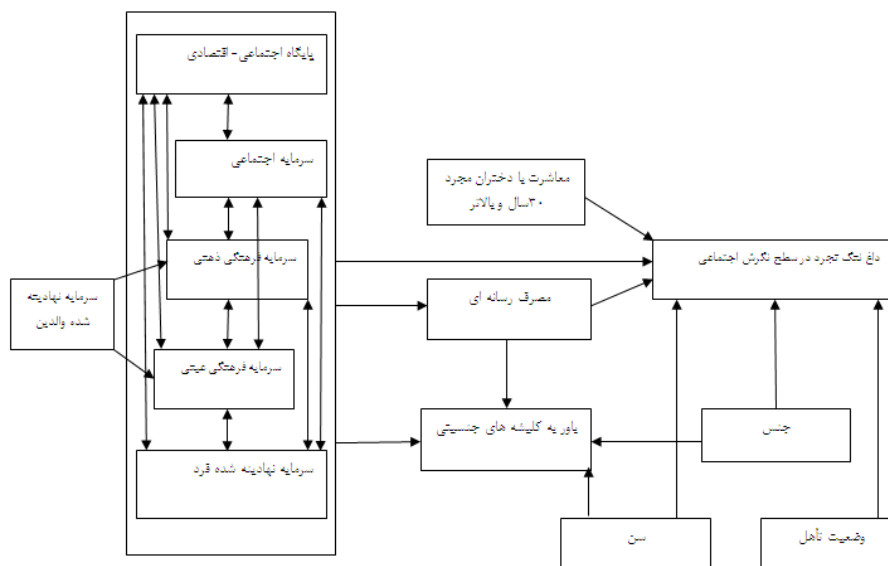 پایگاه اجتماعی- اقتصادی
سرمایه اجتماعی
معاشرت با دختران مجرد
۳۰سال و بالاتر
سرمایه فرهنگی ذهنی
داغ ننگ تجرد در سطح نگرش اجتماعی
سرمایه نهادینه
شده والدین
مصرف رسانه ای
سرمایه فرهنگی عینی
باور به کلیشه های جنسیتی
جنس
سرمایه نهادینه شده فرد
سن
وضعیت تأهل